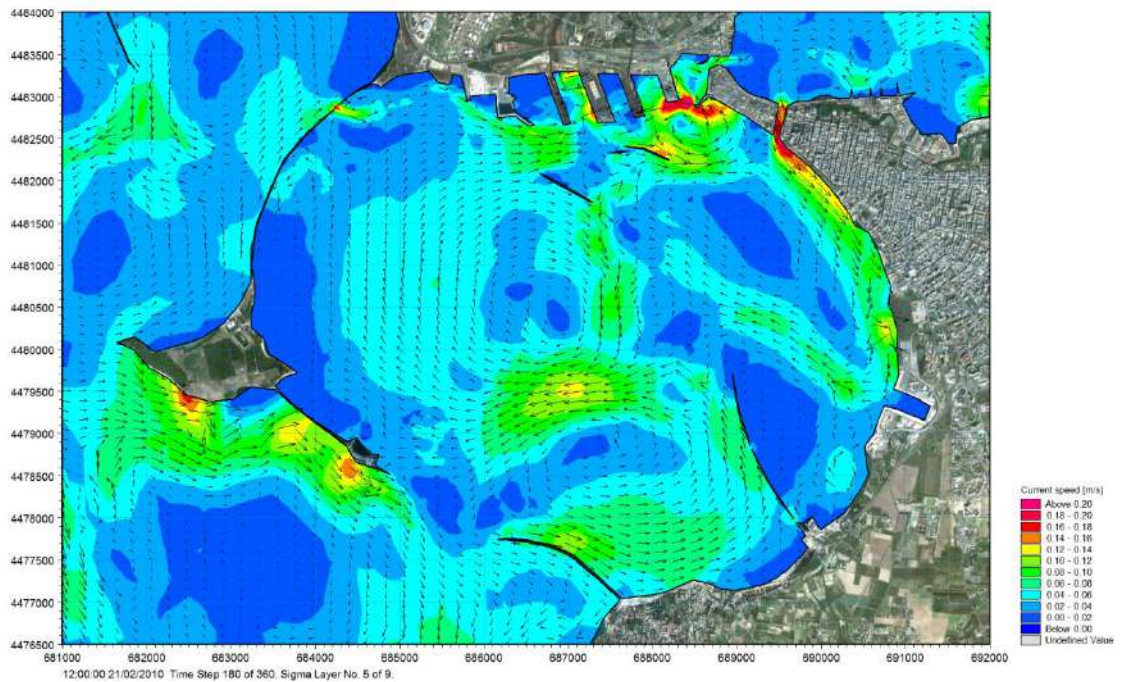 4484000
4483500
4483000
4482500
4482000
4481500
4481000
4480500
4480000
4479500
4479000
4478500
4478000
4477500
4477000
4476500
681000 682000 683000 684000 685000 686000 687000 688000 689000 690000 691000 692000
12:00:00 21/02/2010 Time Step 180 of 360. Sigma Layer No. 5 of 9.
Current speed [m/s]
Above 0.20
0.18 - 0.20
0.16 - 0.18
0.14 - 0.16
0.12 - 0.14
0.10 - 0.12
0.08 - 0.10
0.06 - 0.08
0.04 - 0.06
0.02 - 0.04
0.00 - 0.02
Below 0.00
Undefined Value